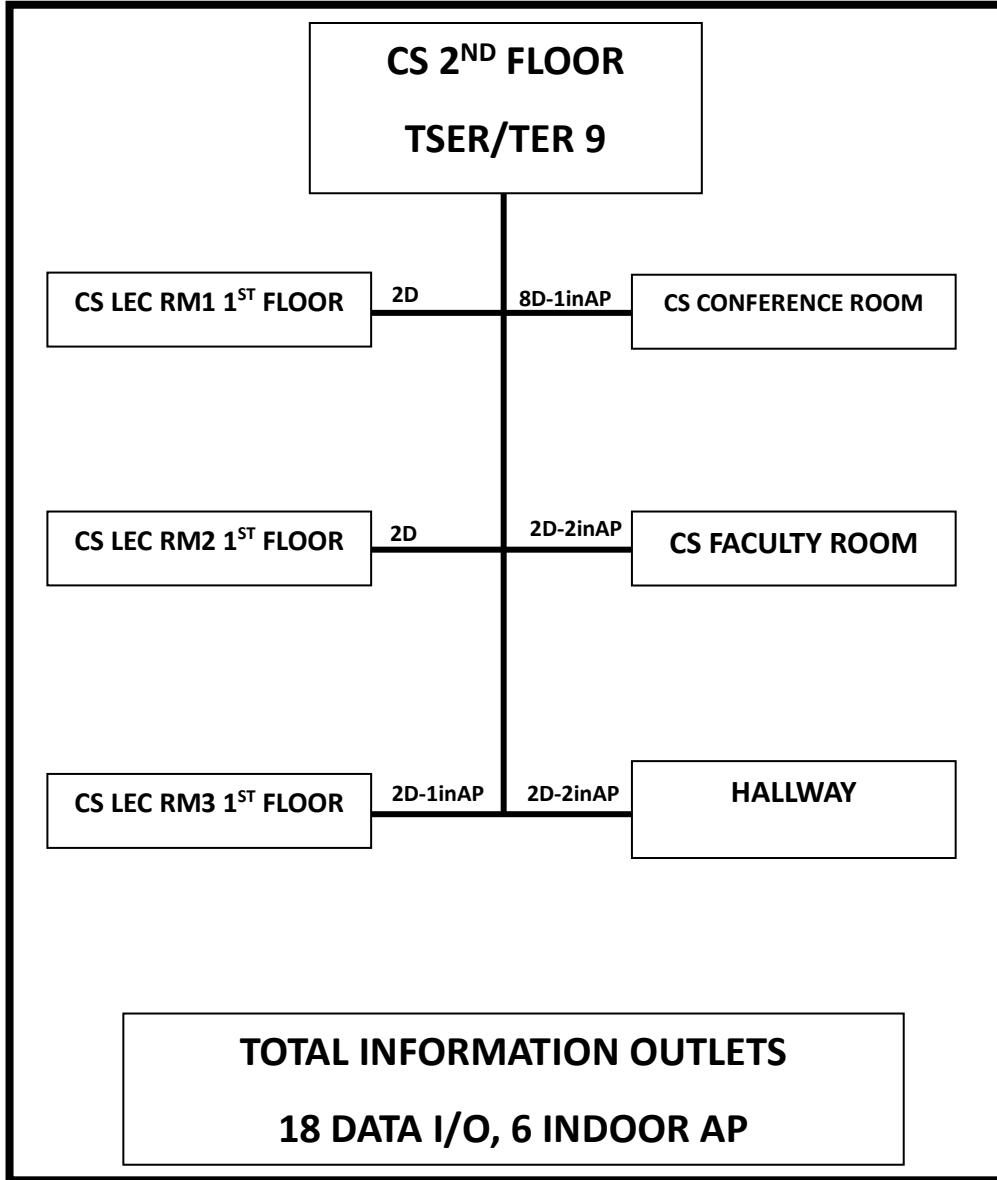 CS 2ND FLOOR
TSER/TER 9
CS LEC RM1 1ST FLOOR
2D
8D-1inAP
CS CONFERENCE ROOM
CS LEC RM2 1ST FLOOR
2D
2D-2inAP
CS FACULTY ROOM
CS LEC RM3 1ST FLOOR
2D-1inAP
2D-2inAP
HALLWAY
TOTAL INFORMATION OUTLETS
18 DATA I/O, 6 INDOOR AP